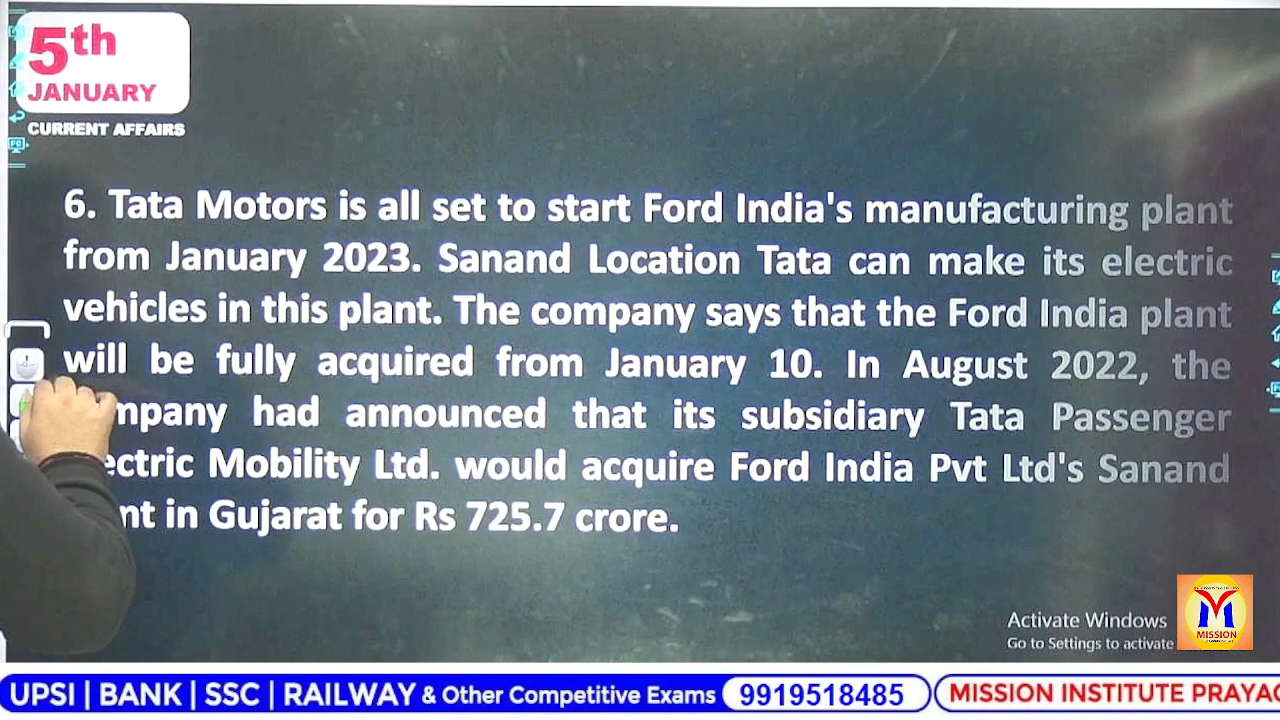 5th
JANUARY
CURRENT AFFAIRS
6. Tata Motors is all set to start Ford India's manufacturing plant
from January 2023. Sanand Location Tata can make its electric
vehicles in this plant. The company says that the Ford India plant
will be fully acquired from January 10. In August 2022, the
mpany had announced that its subsidiary Tata Passenger
ectric Mobility Ltd. would acquire Ford India Pvt Ltd's Sanand
nt in Gujarat for Rs 725.7 crore.
Activate Windows
Go to Settings to activate
MISSION
UPSI | BANK | SSC | RAILWAY & Other Competitive Exams 9919518485 MISSION INSTITUTE PRAYAG